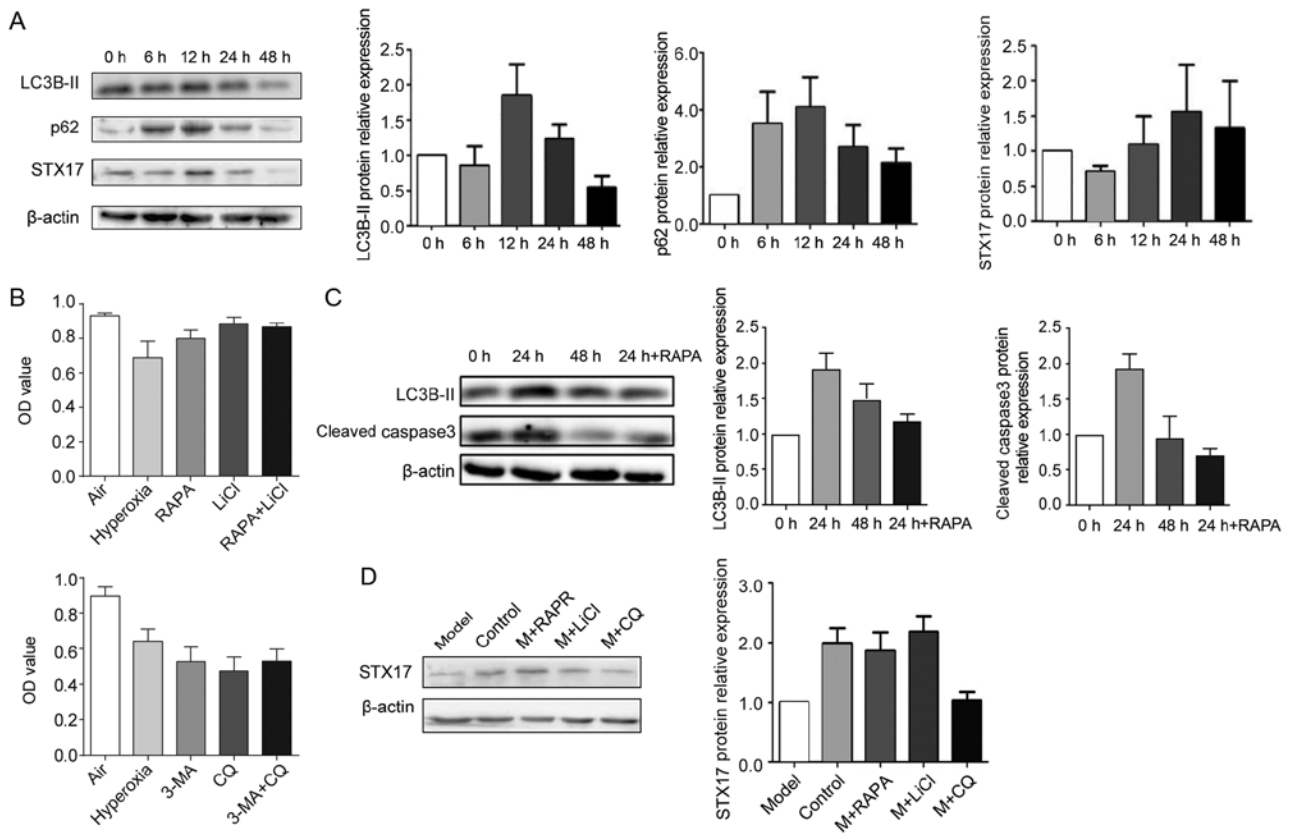 A
0 h 6 h 12 h 24 h 48 h
LC3B-II
p62
STX17
β-actin
LC3B-II protein relative expression
2.5
2.0
1.5
1.0
0.5
0.0
0 h 6 h 12 h 24 h 48 h
p62 protein relative expression
6.0
4.0
2.0
0.0
0 h 6 h 12 h 24 h 48 h
STX17 protein relative expression
2.5
2.0
1.5
1.0
0.5
0.0
0 h 6 h 12 h 24 h 48 h
B
OD value
1.0
0.8
0.6
0.4
0.2
0.0
Air
Hyperoxia
RAPA
LiCl
RAPA+LiCl
OD value
1.0
0.8
0.6
0.4
0.2
0.0
Air
Hyperoxia
3-MA
CQ
3-MA+CQ
C
0 h 24 h 48 h 24 h+RAPA
LC3B-II
Cleaved caspase3
β-actin
LC3B-II protein relative expression
2.5
2.0
1.5
1.0
0.5
0.0
0 h 24 h 48 h 24 h+RAPA
Cleaved caspase3 protein
relative expression
2.5
2.0
1.5
1.0
0.5
0.0
0 h 24 h 48 h 24 h+RAPA
D
Model
Control
M+RAPR
M+LiCl
M+CQ
STX17
β-actin
STX17 protein relative expression
3.0
2.0
1.0
0.0
Model
Control
M+RAPA
M+LiCl
M+CQ